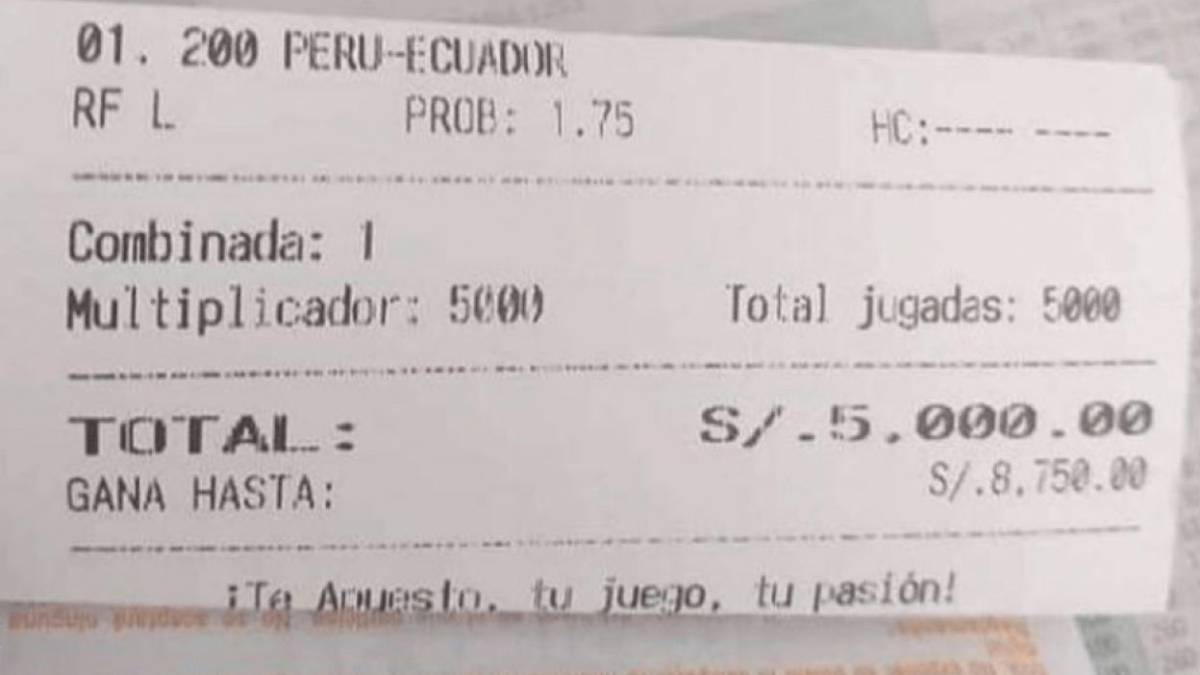 01. 200 PERU-ECUADOR
RF L PROB: 1.75 HC:---- ----
Combinada: 1
Multiplicador: 5000 Total jugadas: 5000
TOTAL: S/.5.000.00
GANA HASTA: S/.8.750.00
¡Te Apuesto, tu juego, tu pasión!